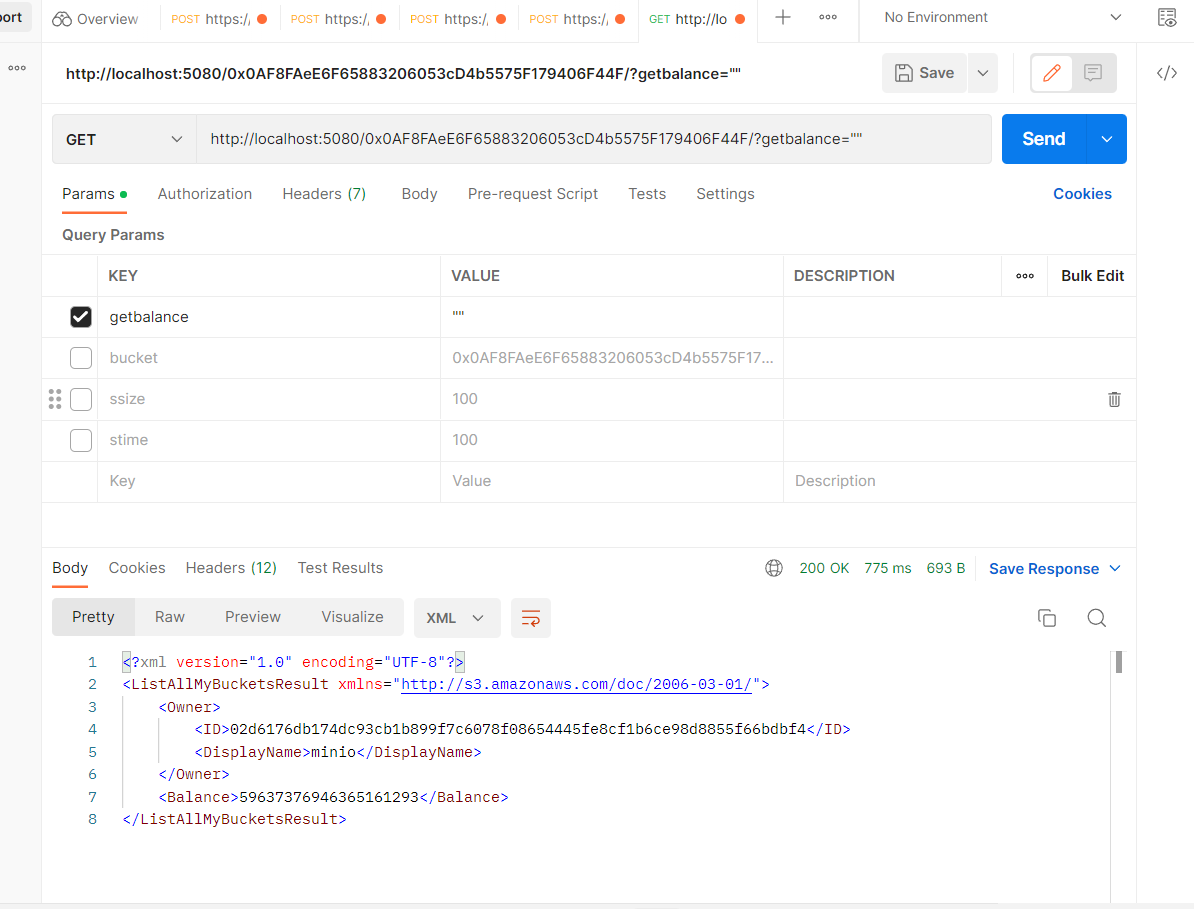 ort
Overview
POST https:/,
POST https:/,
POST https:/,
POST https:/,
GET http://lo
No Environment
http://localhost:5080/0x0AF8FAeE6F65883206053cD4b5575F179406F44F/?getbalance=""
Save
GET
http://localhost:5080/0x0AF8FAeE6F65883206053cD4b5575F179406F44F/?getbalance=""
Send
Params
Authorization
Headers (7)
Body
Pre-request Script
Tests
Settings
Cookies
Query Params
KEY VALUE DESCRIPTION Bulk Edit
getbalance ""
bucket 0x0AF8FAeE6F65883206053cD4b5575F17...
ssize 100
stime 100
Key Value Description
Body Cookies Headers (12) Test Results
200 OK 775 ms 693 B Save Response
Pretty Raw Preview Visualize XML
1 <?xml version="1.0" encoding="UTF-8"?>
2 <ListAllMyBucketsResult xmlns="http://s3.amazonaws.com/doc/2006-03-01/">
3 <Owner>
4 <ID>02d6176db174dc93cb1b899f7c6078f08654445fe8cf1b6ce98d8855f66bdbf4</ID>
5 <DisplayName>minio</DisplayName>
6 </Owner>
7 <Balance>59637376946365161293</Balance>
8 </ListAllMyBucketsResult>